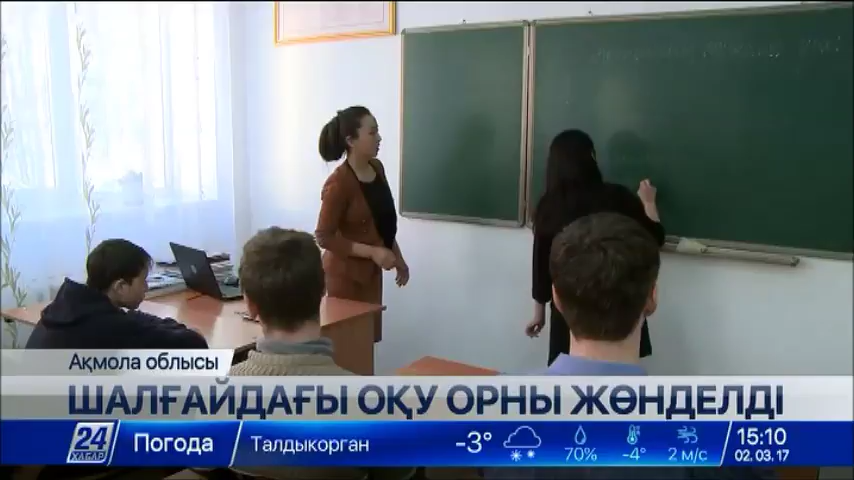 Ақмола облысы
ШАЛҒАЙДАҒЫ ОҚУ ОРНЫ ЖӨНДЕЛДІ
24
ХАБАР
Погода
Талдыкорган
-3°
70%
-4°
2 м/с
15:10
02.03.17